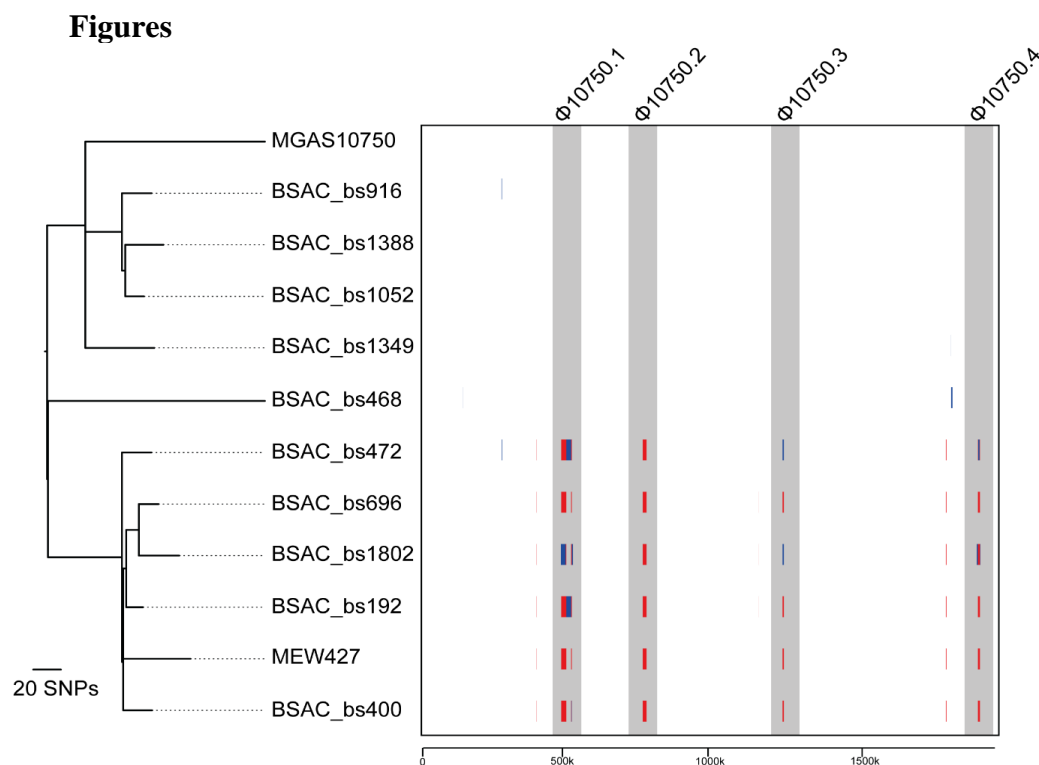 Figures
Φ10750.1
Φ10750.2
Φ10750.3
Φ10750.4
MGAS10750
BSAC_bs916
BSAC_bs1388
BSAC_bs1052
BSAC_bs1349
BSAC_bs468
BSAC_bs472
BSAC_bs696
BSAC_bs1802
BSAC_bs192
MEW427
BSAC_bs400
20 SNPs
0 500k 1000k 1500k